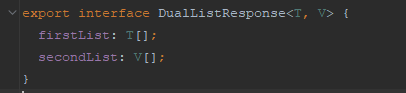 export interface DualListResponse<T, V> {
firstList: T[];
secondList: V[];
}